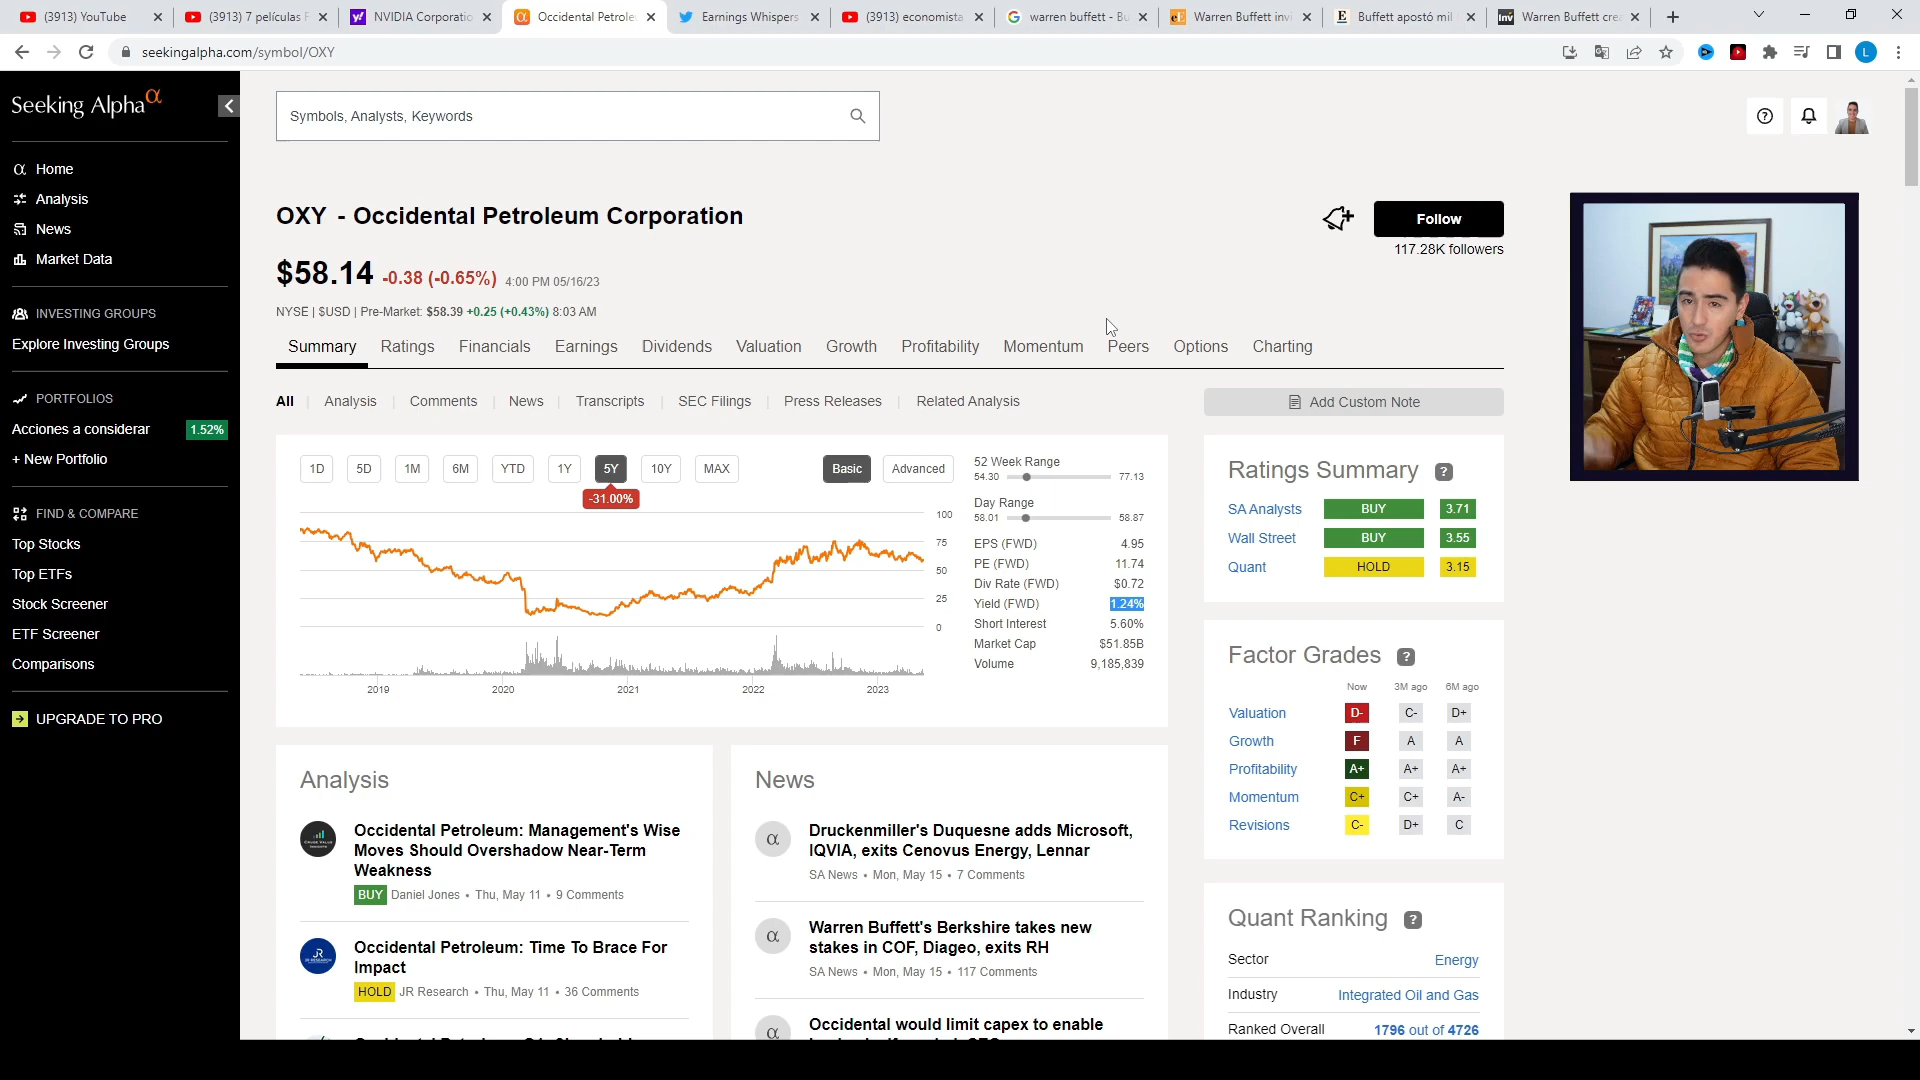 (3913) YouTube
(3913) 7 películas F
NVIDIA Corporatio
Occidental Petrole
Earnings Whispers
(3913) economista
warren buffett - Bu
Warren Buffett inv
Buffett apostó mil
Warren Buffett cre
seekingalpha.com/symbol/OXY
L
Seeking Alphaα
Symbols, Analysts, Keywords
Home
Analysis
News
Market Data
INVESTING GROUPS
Explore Investing Groups
PORTFOLIOS
Acciones a considerar 1.52%
+ New Portfolio
FIND & COMPARE
Top Stocks
Top ETFs
Stock Screener
ETF Screener
Comparisons
UPGRADE TO PRO
OXY - Occidental Petroleum Corporation
Follow
117.28K followers
$58.14 -0.38 (-0.65%) 4:00 PM 05/16/23
NYSE | $USD | Pre-Market: $58.39 +0.25 (+0.43%) 8:03 AM
Summary Ratings Financials Earnings Dividends Valuation Growth Profitability Momentum Peers Options Charting
All | Analysis | Comments | News | Transcripts | SEC Filings | Press Releases | Related Analysis
Add Custom Note
1D 5D 1M 6M YTD 1Y 5Y 10Y MAX
-31.00%
Basic Advanced
100
75
50
25
0
2019 2020 2021 2022 2023
52 Week Range
54.30 77.13
Day Range
58.01 58.87
EPS (FWD) 4.95
PE (FWD) 11.74
Div Rate (FWD) $0.72
Yield (FWD) 1.24%
Short Interest 5.60%
Market Cap $51.85B
Volume 9,185,839
Ratings Summary ?
SA Analysts BUY 3.71
Wall Street BUY 3.55
Quant HOLD 3.15
Factor Grades ?
Now 3M ago 6M ago
Valuation D- C- D+
Growth F A A
Profitability A+ A+ A+
Momentum C+ C+ A-
Revisions C- D+ C
Quant Ranking ?
Sector Energy
Industry Integrated Oil and Gas
Ranked Overall 1796 out of 4726
Analysis
Occidental Petroleum: Management's Wise
Moves Should Overshadow Near-Term
Weakness
BUY Daniel Jones • Thu, May 11 • 9 Comments
Occidental Petroleum: Time To Brace For
Impact
HOLD JR Research • Thu, May 11 • 36 Comments
News
Druckenmiller's Duquesne adds Microsoft,
IQVIA, exits Cenovus Energy, Lennar
SA News • Mon, May 15 • 7 Comments
Warren Buffett's Berkshire takes new
stakes in COF, Diageo, exits RH
SA News • Mon, May 15 • 117 Comments
Occidental would limit capex to enable